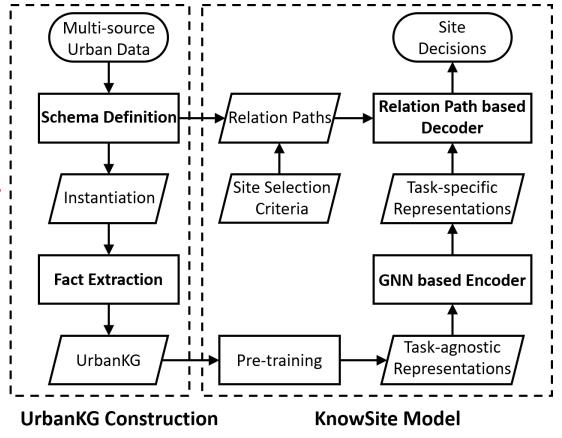 Multi-source
Urban Data
Schema Definition
Instantiation
Fact Extraction
UrbanKG
UrbanKG Construction
Site
Decisions
Relation Paths
Relation Path based
Decoder
Site Selection
Criteria
Task-specific
Representations
GNN based Encoder
Pre-training
Task-agnostic
Representations
KnowSite Model